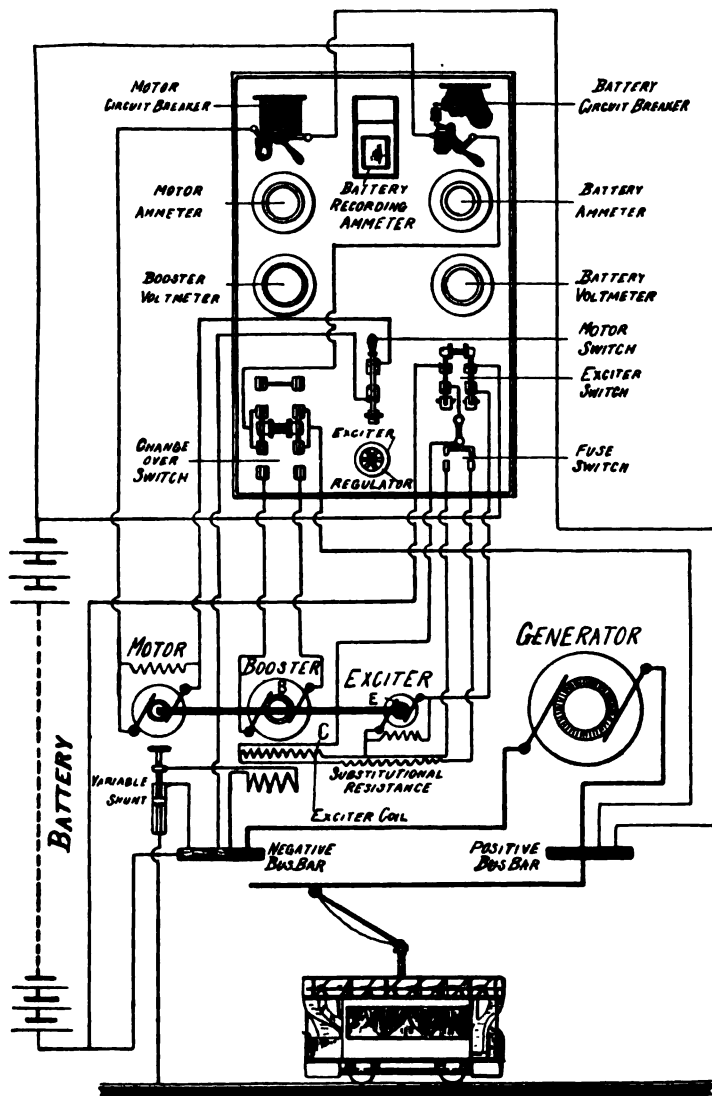 MOTOR
CIRCUIT BREAKER
BATTERY
CIRCUIT BREAKER
BATTERY
RECORDING
AMMETER
MOTOR
AMMETER
BATTERY
AMMETER
BOOSTER
VOLTMETER
BATTERY
VOLTMETER
MOTOR
SWITCH
EXCITER
SWITCH
CHANGE
OVER
SWITCH
EXCITER
REGULATOR
FUSE
SWITCH
MOTOR
BOOSTER
B
EXCITER
E
GENERATOR
C
SUBSTITUTIONAL
RESISTANCE
VARIABLE
SHUNT
EXCITER COIL
BATTERY
NEGATIVE
BUS BAR
POSITIVE
BUS BAR